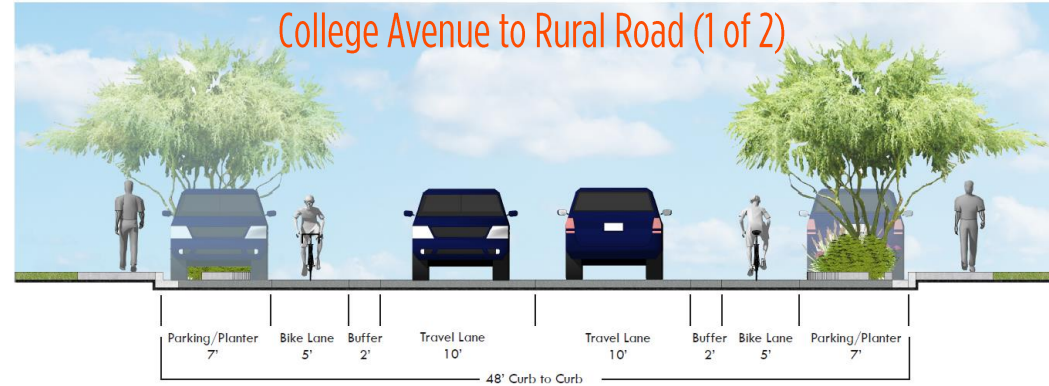 College Avenue to Rural Road (1 of 2)
Parking/Planter
7'
Bike Lane
5'
Buffer
2'
Travel Lane
10'
Travel Lane
10'
Buffer
2'
Bike Lane
5'
Parking/Planter
7'
48' Curb to Curb